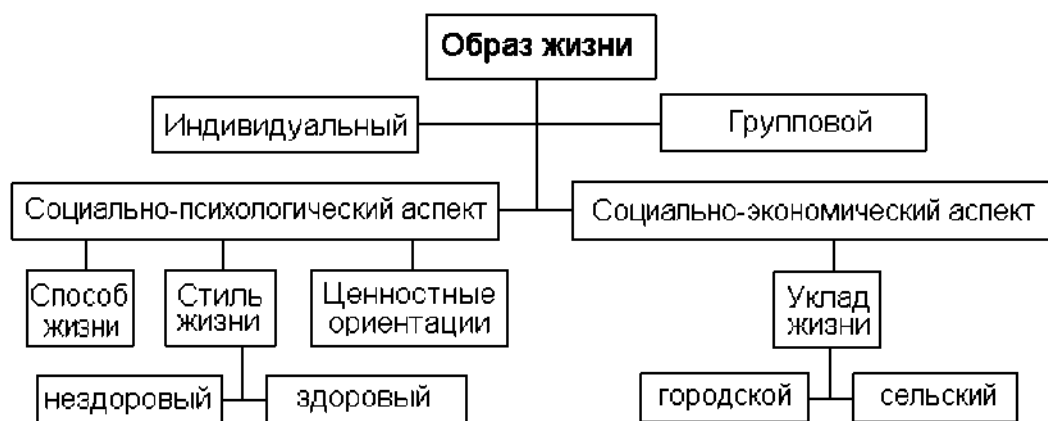 Образ жизни
Индивидуальный
Групповой
Социально-психологический аспект
Социально-экономический аспект
Способ
жизни
Стиль
жизни
Ценностные
ориентации
Уклад
жизни
нездоровый
здоровый
городской
сельский